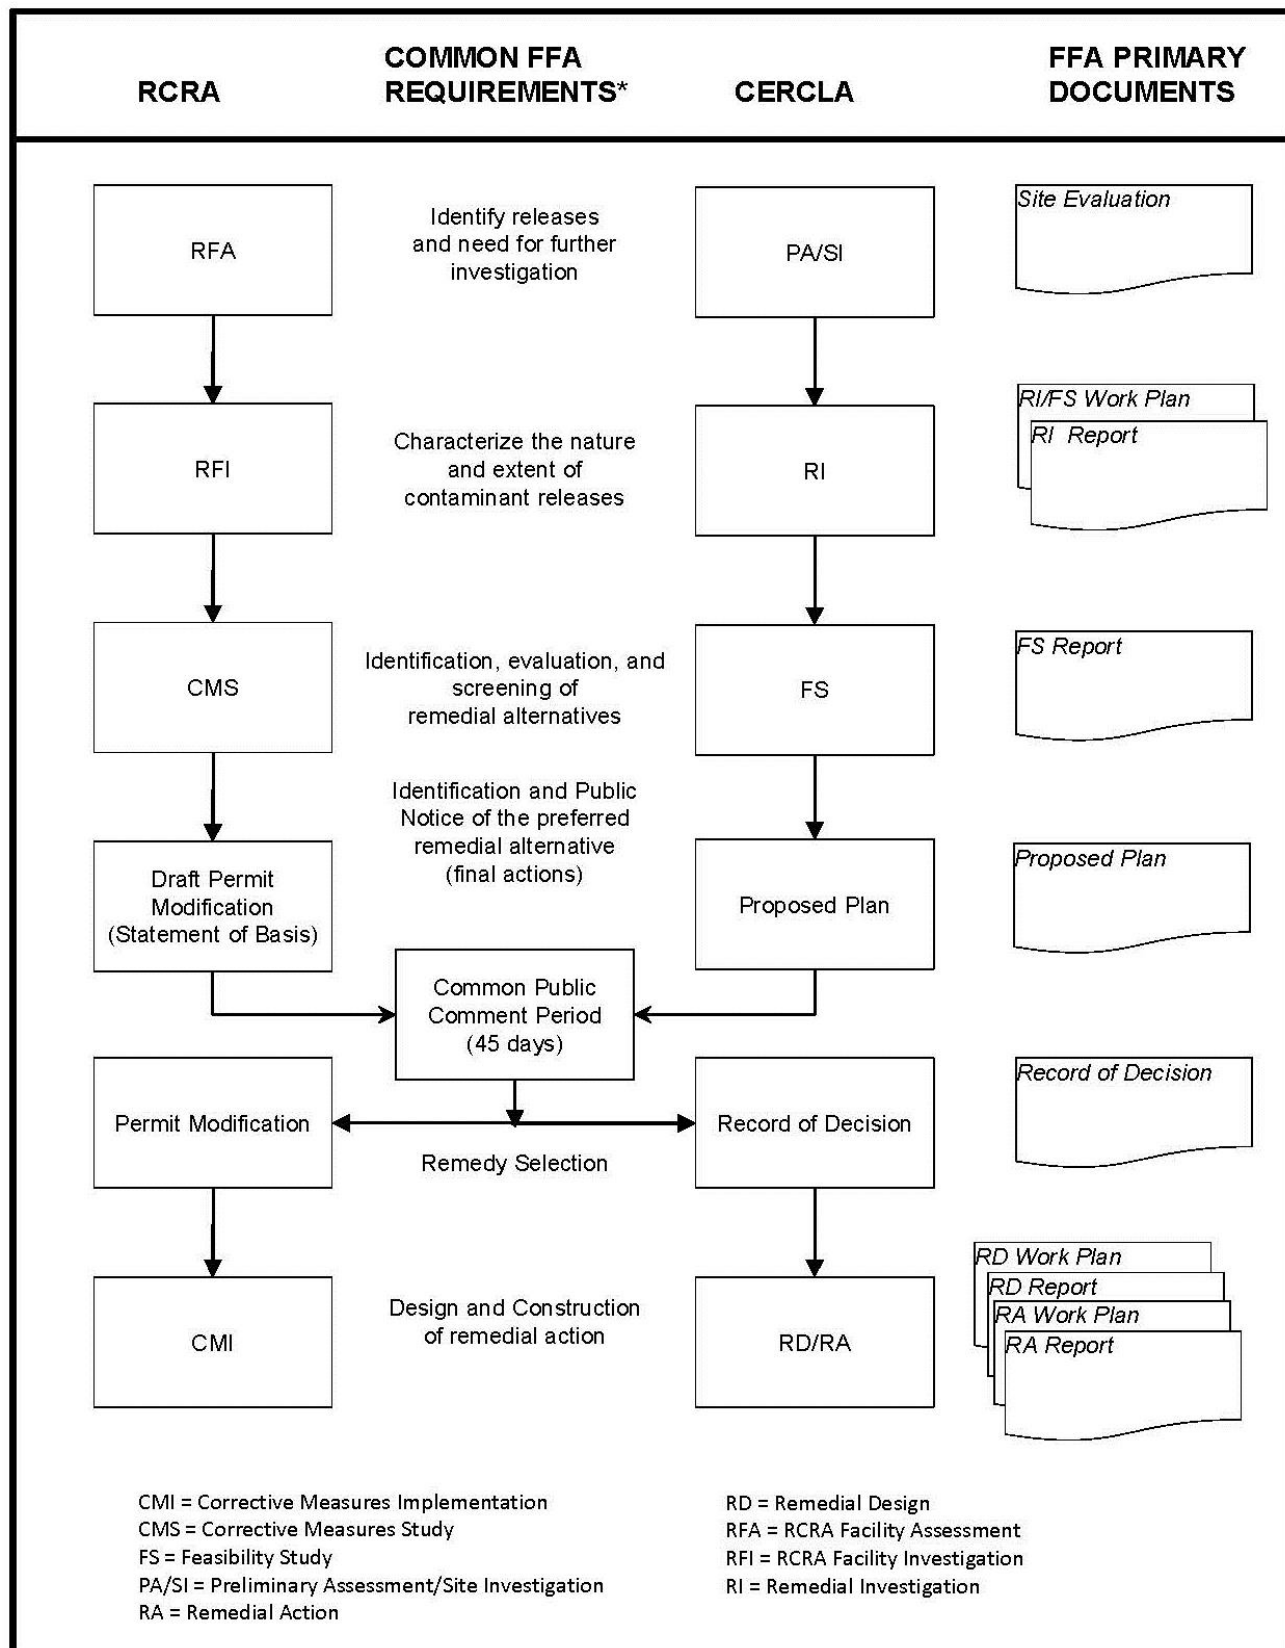 RCRA
COMMON FFA
REQUIREMENTS*
CERCLA
FFA PRIMARY
DOCUMENTS
RFA
Identify releases
and need for further
investigation
PA/SI
Site Evaluation
RFI
Characterize the nature
and extent of
contaminant releases
RI
RI/FS Work Plan
RI Report
CMS
Identification, evaluation, and
screening of
remedial alternatives
FS
FS Report
Identification and Public
Notice of the preferred
remedial alternative
(final actions)
Draft Permit
Modification
(Statement of Basis)
Proposed Plan
Proposed Plan
Common Public
Comment Period
(45 days)
Permit Modification
Remedy Selection
Record of Decision
Record of Decision
CMI
Design and Construction
of remedial action
RD/RA
RD Work Plan
RD Report
RA Work Plan
RA Report
CMI = Corrective Measures Implementation
CMS = Corrective Measures Study
FS = Feasibility Study
PA/SI = Preliminary Assessment/Site Investigation
RA = Remedial Action
RD = Remedial Design
RFA = RCRA Facility Assessment
RFI = RCRA Facility Investigation
RI = Remedial Investigation